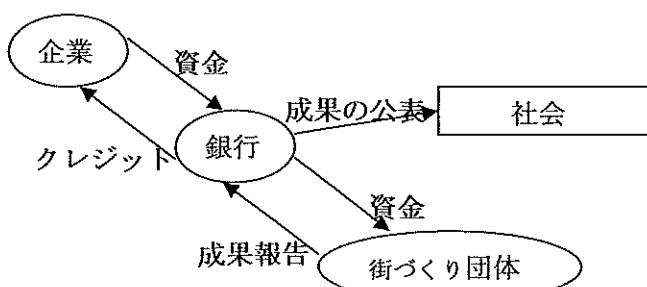 企業
資金
成果の公表
社会
銀行
クレジット
資金
成果報告
街づくり団体